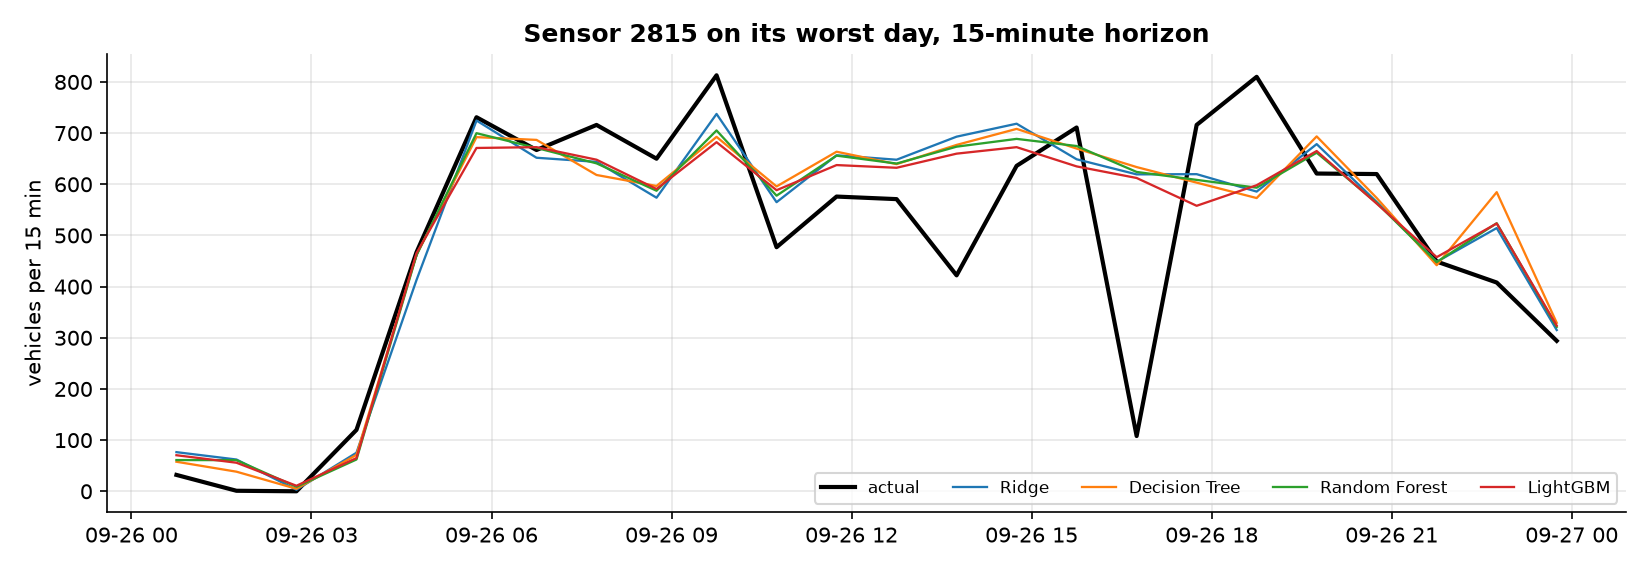 Sensor 2815 on its worst day, 15-minute horizon
vehicles per 15 min
800
700
600
500
400
300
200
100
0
actual
Ridge
Decision Tree
Random Forest
LightGBM
09-26 00
09-26 03
09-26 06
09-26 09
09-26 12
09-26 15
09-26 18
09-26 21
09-27 00